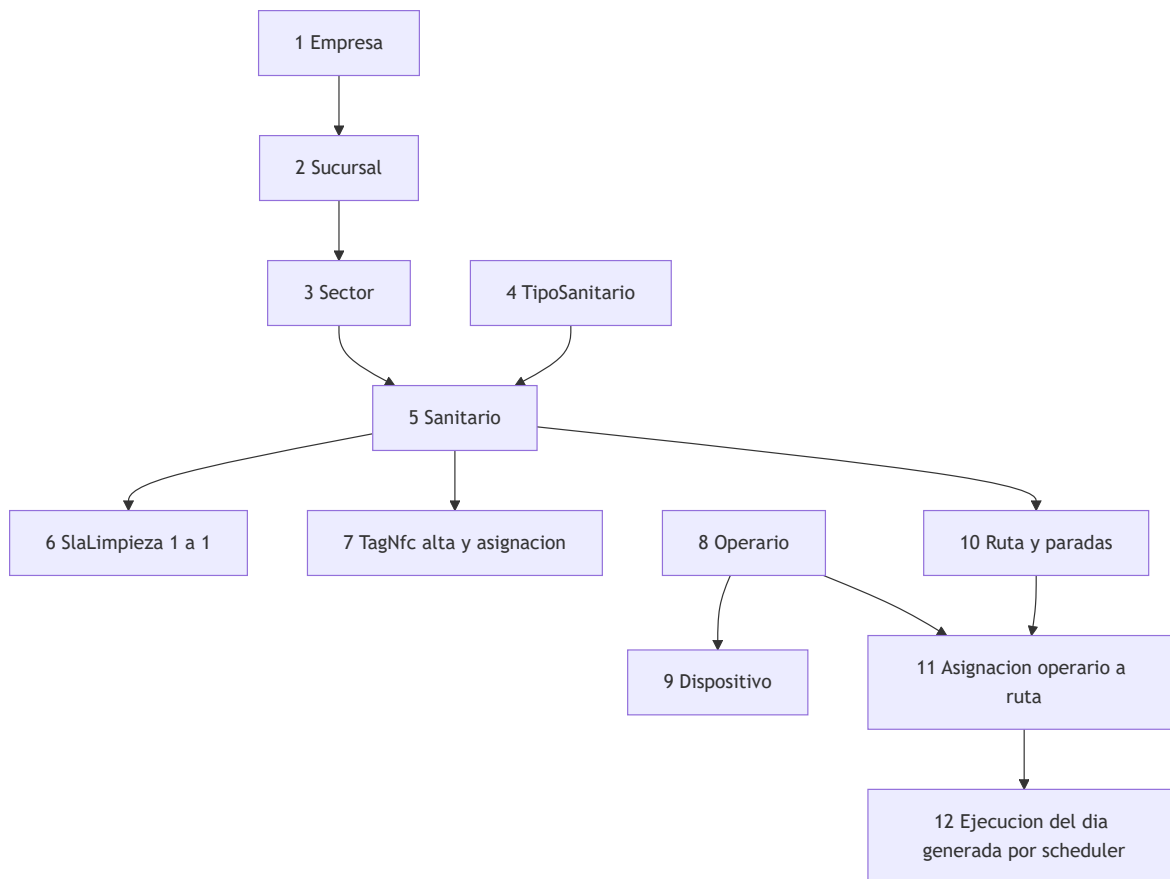 1 Empresa
2 Sucursal
3 Sector
4 TipoSanitario
5 Sanitario
6 SlaLimpieza 1 a 1
7 TagNfc alta y asignacion
8 Operario
10 Ruta y paradas
9 Dispositivo
11 Asignacion operario a
ruta
12 Ejecucion del dia
generada por scheduler